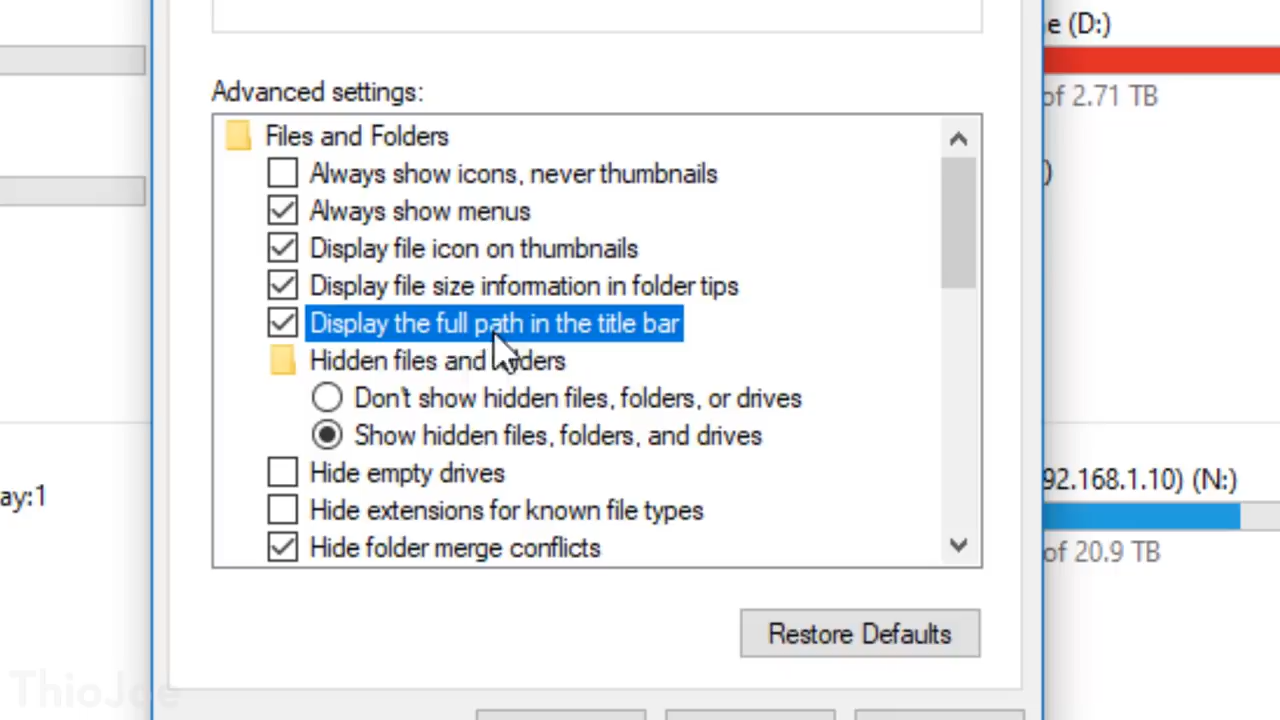 e (D:)
of 2.71 TB
)
Advanced settings:
Files and Folders
Always show icons, never thumbnails
Always show menus
Display file icon on thumbnails
Display file size information in folder tips
Display the full path in the title bar
Hidden files and folders
Don't show hidden files, folders, or drives
Show hidden files, folders, and drives
Hide empty drives
Hide extensions for known file types
Hide folder merge conflicts
Restore Defaults
ay:1
92.168.1.10) (N:)
of 20.9 TB
ThioJoe